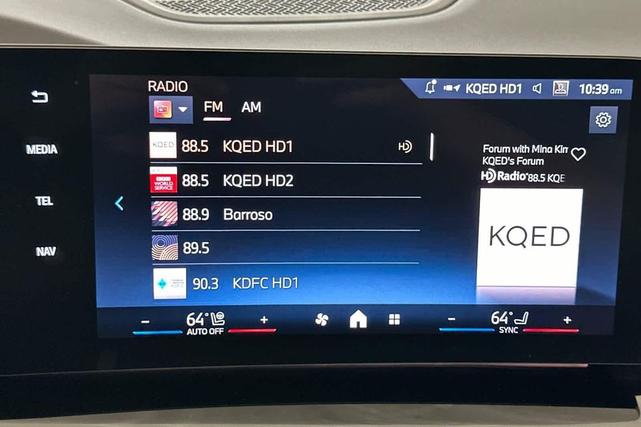 RADIO
KQED HD1
10:39 am
FM AM
MEDIA
TEL
NAV
KQED 88.5 KQED HD1 HD
BBC WORLD SERVICE 88.5 KQED HD2
88.9 Barroso
89.5
90.3 KDFC HD1
Forum with Mina Kim
KQED's Forum
HD Radio 88.5 KQE
KQED
- 64° +
AUTO OFF
- 64° +
SYNC